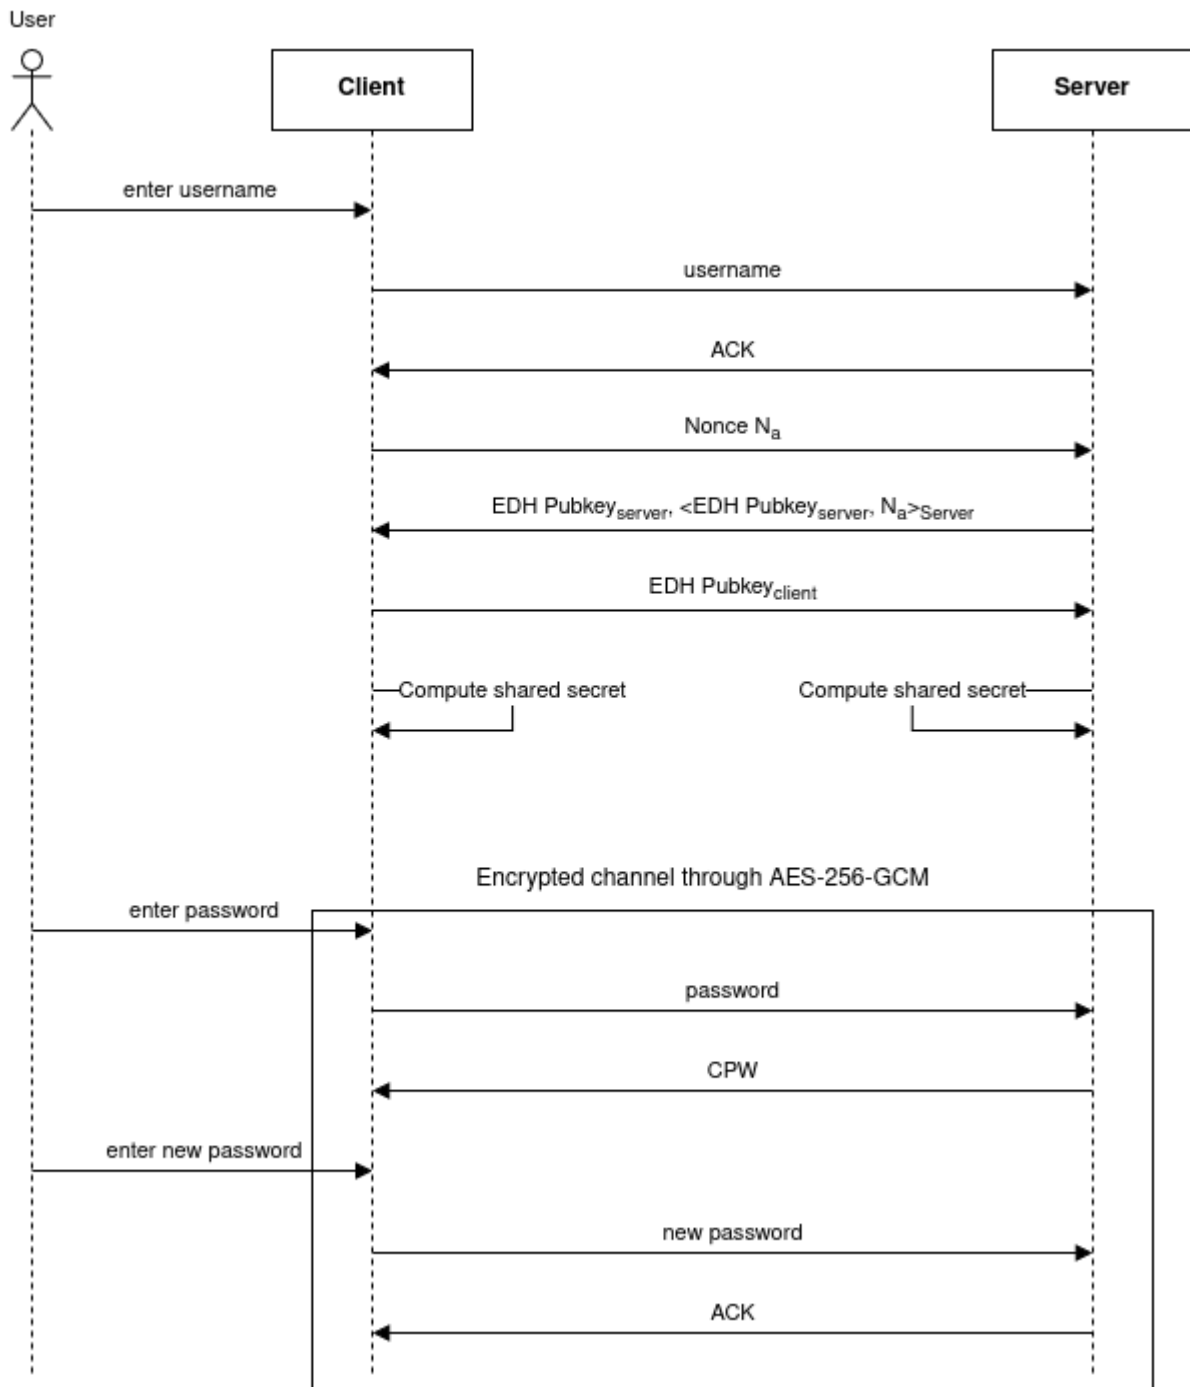 User
Client
Server
enter username
username
ACK
Nonce Na
EDH Pubkeyserver, <EDH Pubkeyserver, Na>Server
EDH Pubkeyclient
Compute shared secret
Compute shared secret
Encrypted channel through AES-256-GCM
enter password
password
CPW
enter new password
new password
ACK